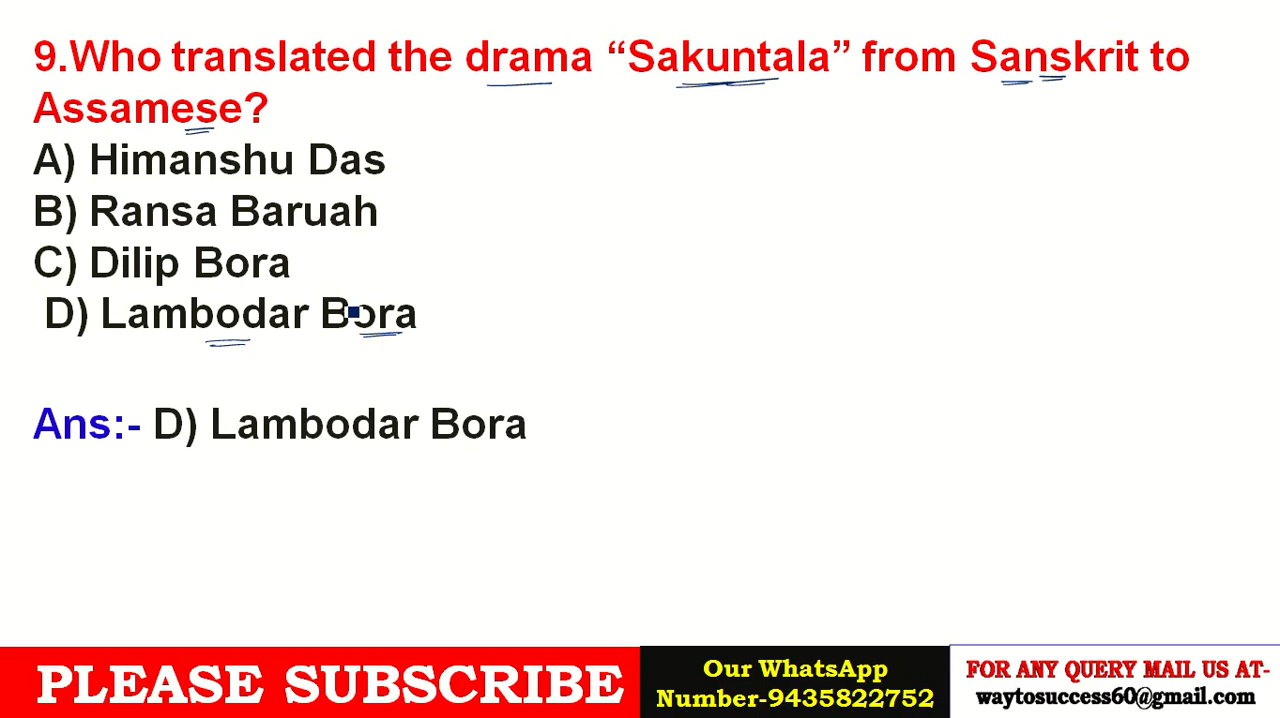 9.Who translated the drama “Sakuntala” from Sanskrit to
Assamese?
A) Himanshu Das
B) Ransa Baruah
C) Dilip Bora
D) Lambodar Bora
Ans:- D) Lambodar Bora
PLEASE SUBSCRIBE
Our WhatsApp
Number-9435822752
FOR ANY QUERY MAIL US AT-
waytosuccess60@gmail.com